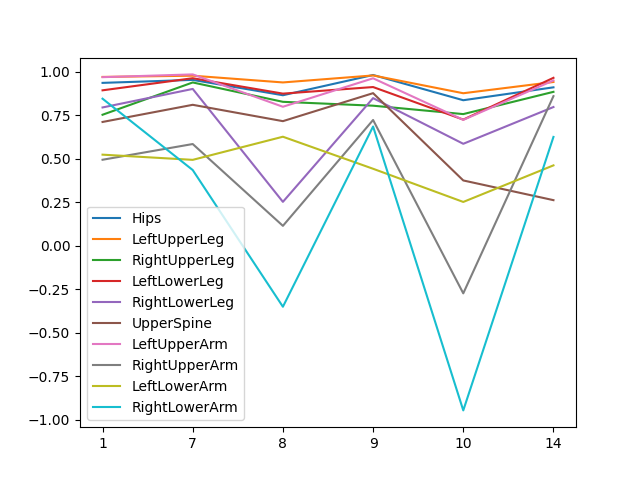 1.00
0.75
0.50
0.25
0.00
−0.25
−0.50
−0.75
−1.00
Hips
LeftUpperLeg
RightUpperLeg
LeftLowerLeg
RightLowerLeg
UpperSpine
LeftUpperArm
RightUpperArm
LeftLowerArm
RightLowerArm
1 7 8 9 10 14